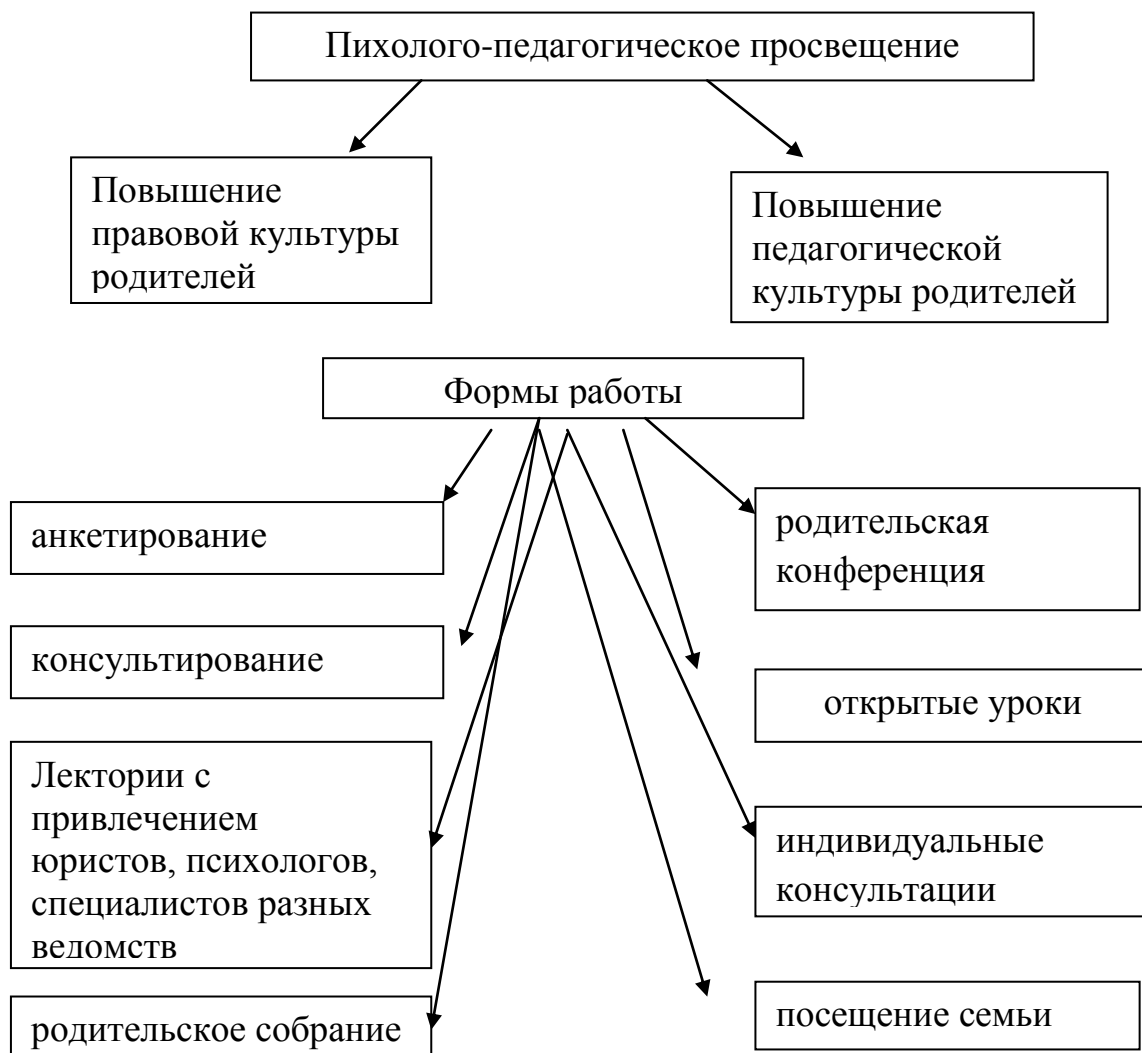 Пихолого-педагогическое просвещение
Повышение
правовой культуры
родителей
Повышение
педагогической
культуры родителей
Формы работы
анкетирование
консультирование
Лектории с
привлечением
юристов, психологов,
специалистов разных
ведомств
родительское собрание
родительская
конференция
открытые уроки
индивидуальные
консультации
посещение семьи